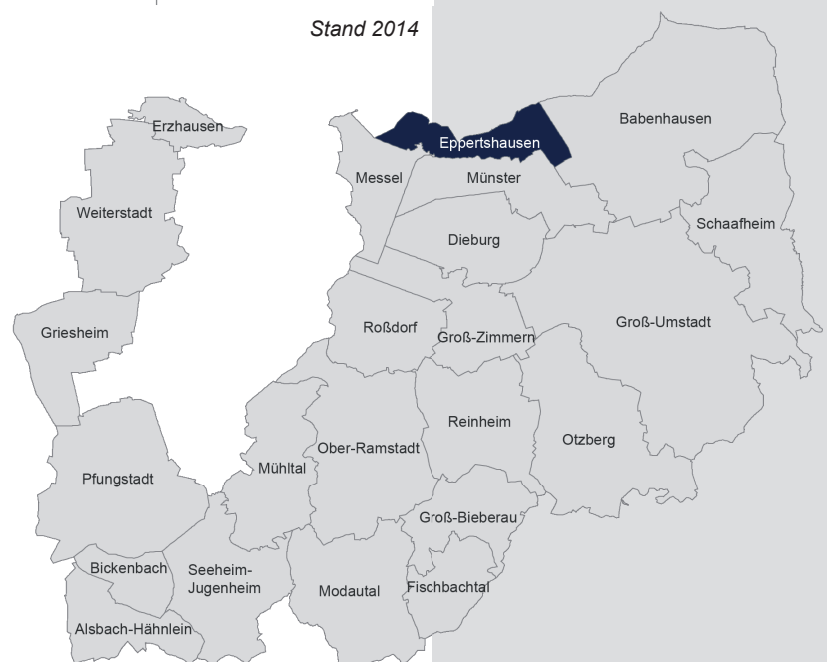 Stand 2014
Babenhausen
Erzhausen
Eppertshausen
Messel
Münster
Weiterstadt
Schaafheim
Dieburg
Groß-Umstadt
Griesheim
Roßdorf
Groß-Zimmern
Reinheim
Otzberg
Ober-Ramstadt
Mühltal
Pfungstadt
Groß-Bieberau
Bickenbach
Seeheim-
Jugenheim
Modautal
Fischbachtal
Alsbach-Hähnlein